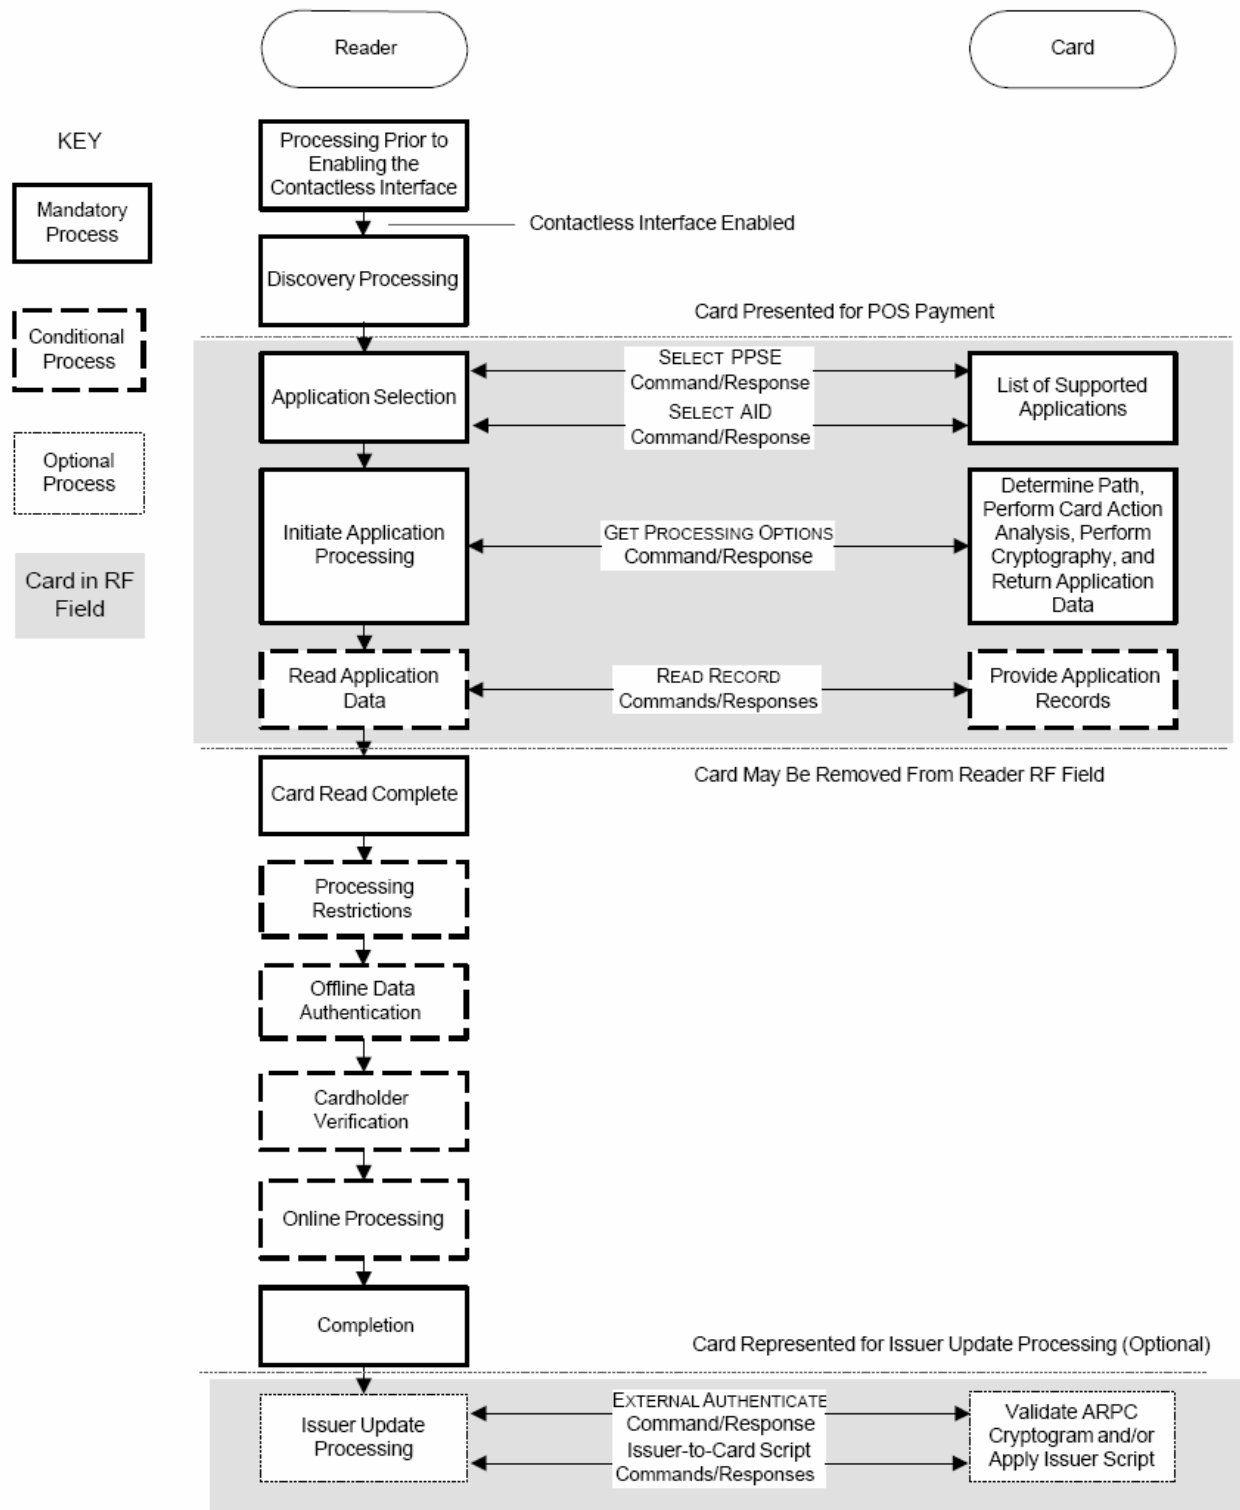 Reader
Card
KEY
Mandatory
Process
Conditional
Process
Optional
Process
Card in RF
Field
Processing Prior to
Enabling the
Contactless Interface
Contactless Interface Enabled
Discovery Processing
Card Presented for POS Payment
Application Selection
SELECT PPSE
Command/Response
SELECT AID
Command/Response
List of Supported
Applications
Initiate Application
Processing
GET PROCESSING OPTIONS
Command/Response
Determine Path,
Perform Card Action
Analysis, Perform
Cryptography, and
Return Application
Data
Read Application
Data
READ RECORD
Commands/Responses
Provide Application
Records
Card May Be Removed From Reader RF Field
Card Read Complete
Processing
Restrictions
Offline Data
Authentication
Cardholder
Verification
Online Processing
Completion
Card Represented for Issuer Update Processing (Optional)
Issuer Update
Processing
EXTERNAL AUTHENTICATE
Command/Response
Issuer-to-Card Script
Commands/Responses
Validate ARPC
Cryptogram and/or
Apply Issuer Script